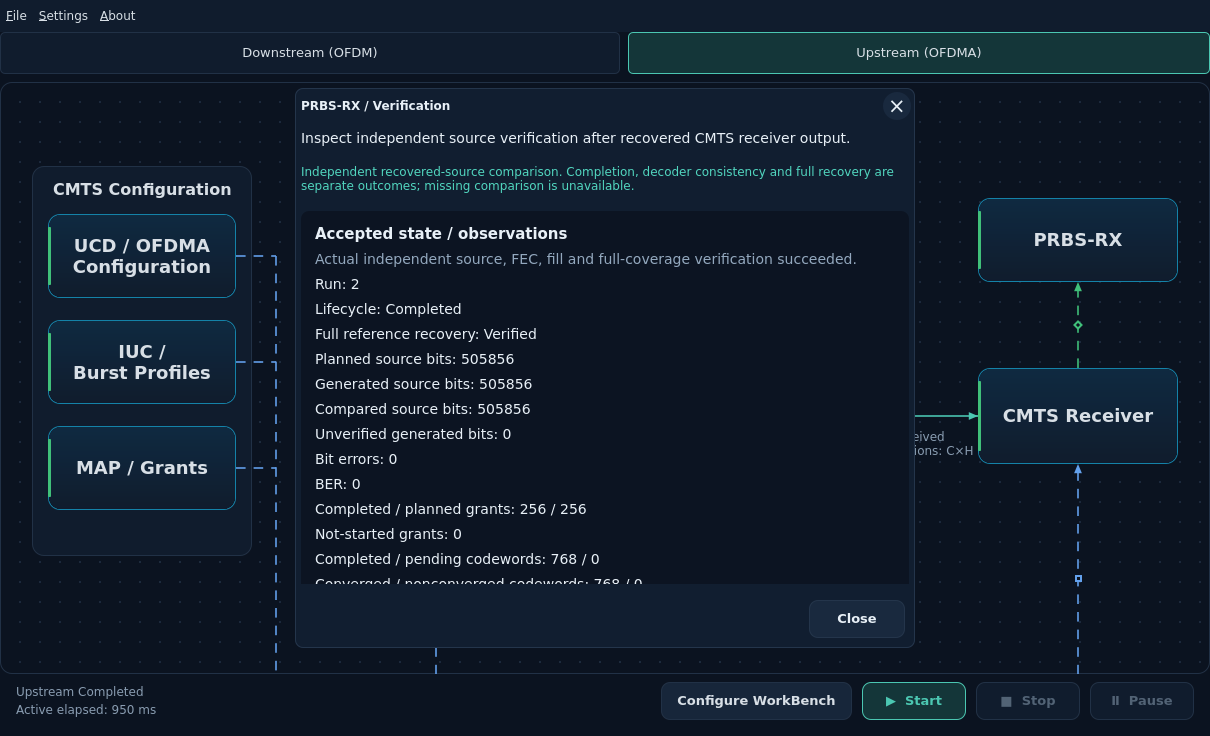 File Settings About
Downstream (OFDM)
Upstream (OFDMA)
PRBS-RX / Verification
Inspect independent source verification after recovered CMTS receiver output.
Independent recovered-source comparison. Completion, decoder consistency and full recovery are
separate outcomes; missing comparison is unavailable.
Accepted state / observations
Actual independent source, FEC, fill and full-coverage verification succeeded.
Run: 2
Lifecycle: Completed
Full reference recovery: Verified
Planned source bits: 505856
Generated source bits: 505856
Compared source bits: 505856
Unverified generated bits: 0
Bit errors: 0
BER: 0
Completed / planned grants: 256 / 256
Not-started grants: 0
Completed / pending codewords: 768 / 0
Converged / nonconverged codewords: 768 / 0
Close
CMTS Configuration
UCD / OFDMA
Configuration
IUC /
Burst Profiles
MAP / Grants
PRBS-RX
CMTS Receiver
eived
ions: C×H
Upstream Completed
Active elapsed: 950 ms
Configure WorkBench
Start
Stop
Pause